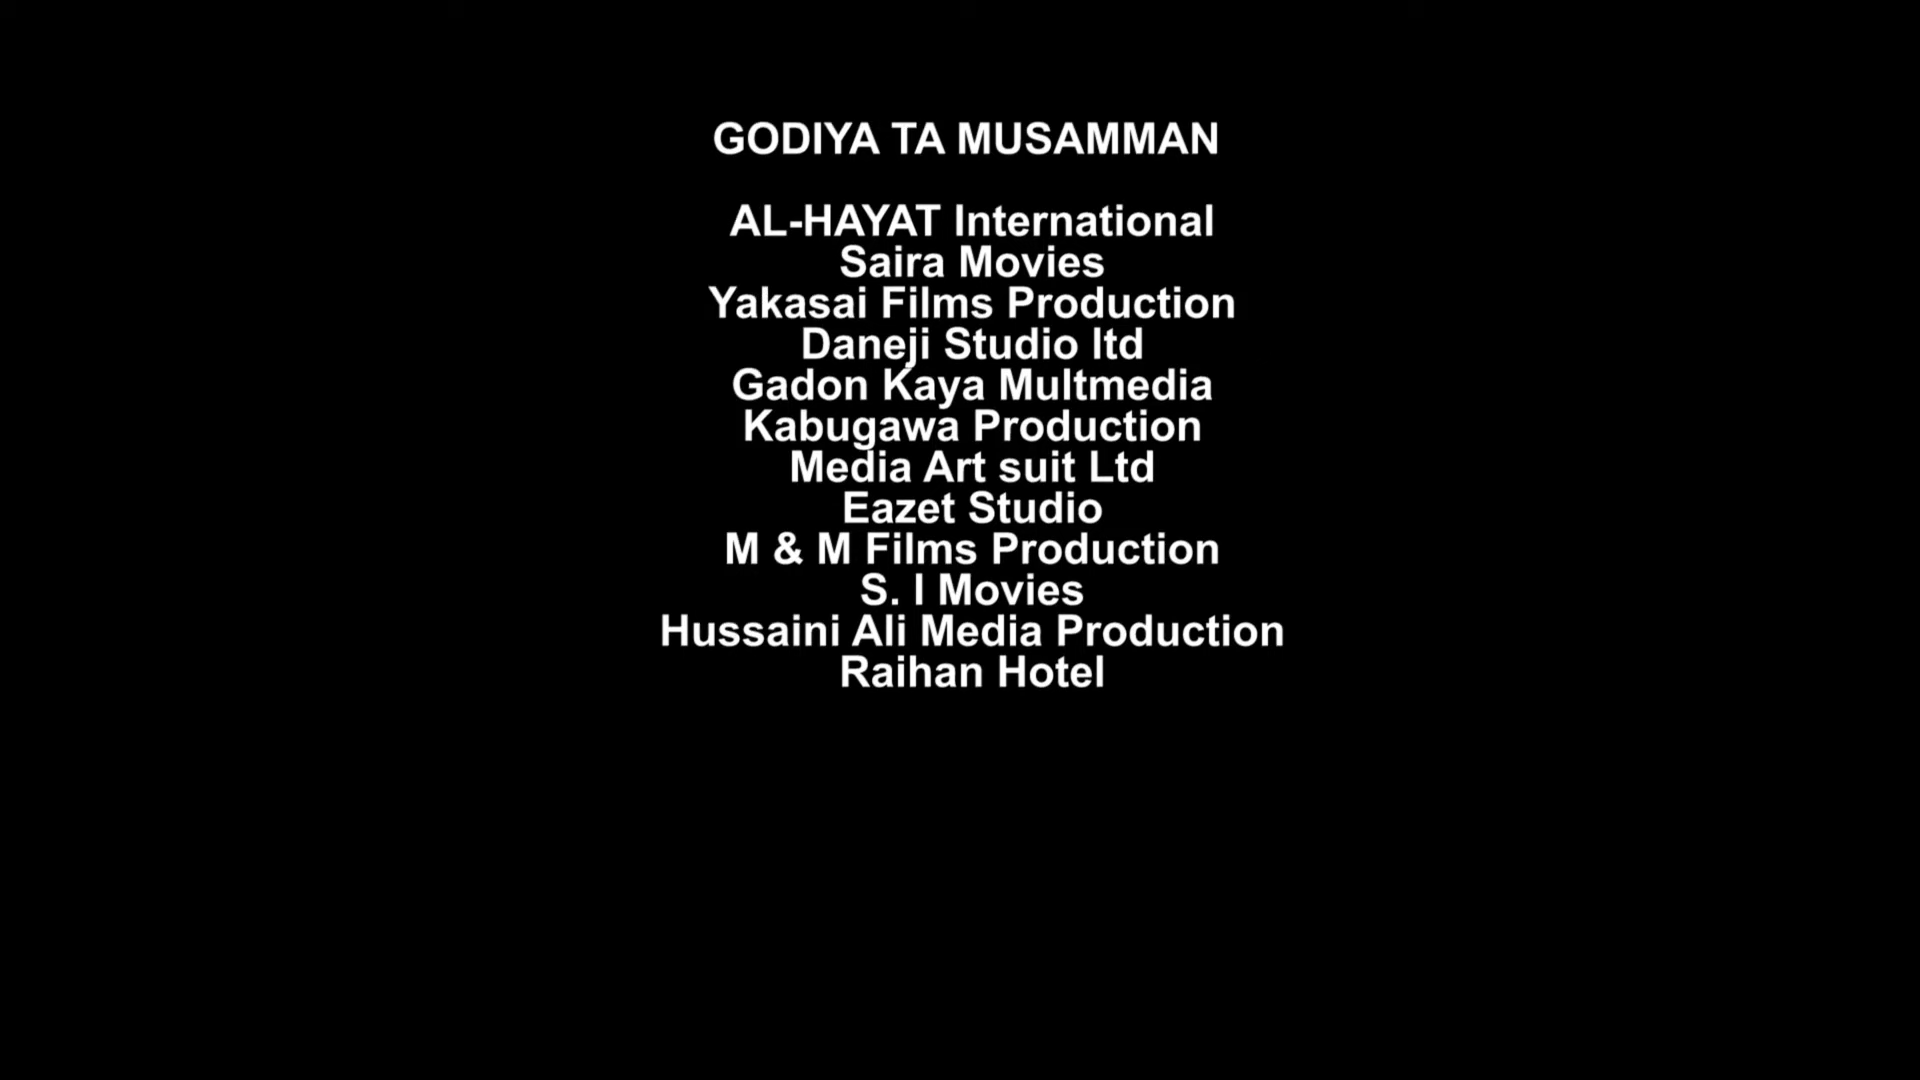 GODIYA TA MUSAMMAN
AL-HAYAT International
Saira Movies
Yakasai Films Production
Daneji Studio ltd
Gadon Kaya Multmedia
Kabugawa Production
Media Art suit Ltd
Eazet Studio
M & M Films Production
S. I Movies
Hussaini Ali Media Production
Raihan Hotel